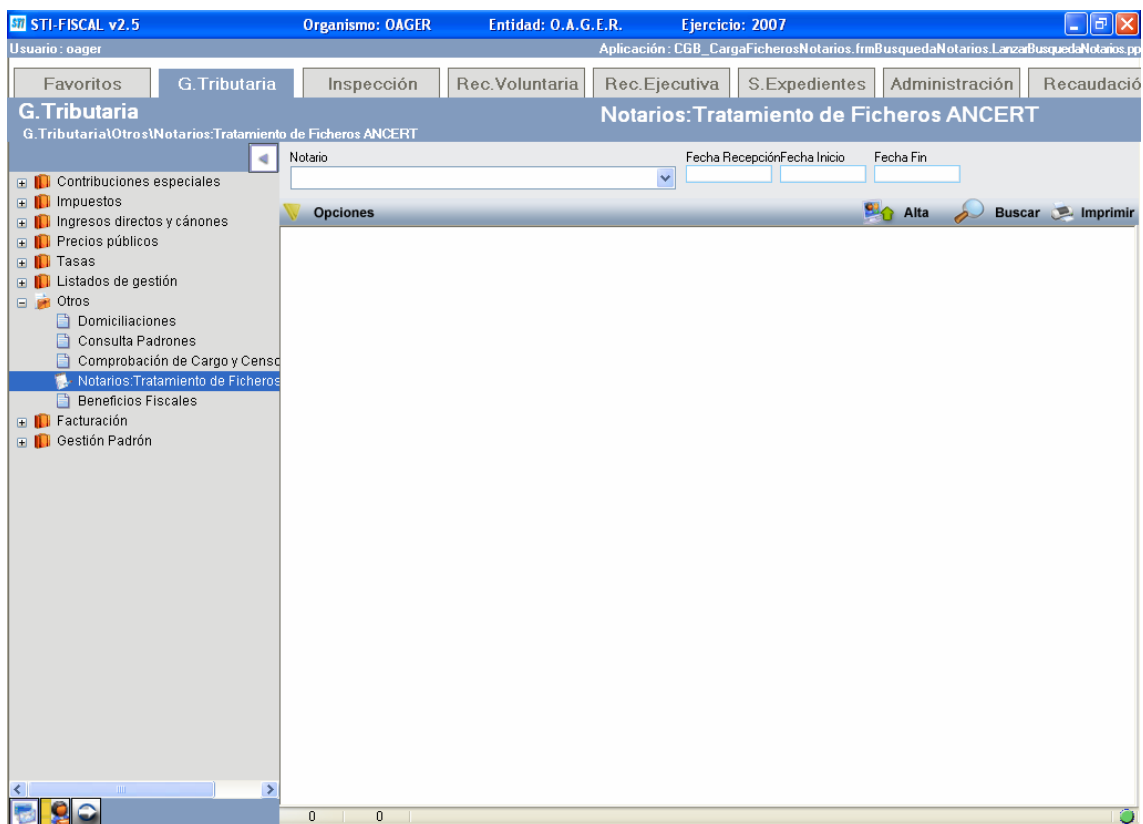 STI STI-FISCAL v2.5 Organismo: OAGER Entidad: O.A.G.E.R. Ejercicio: 2007
Usuario : oager Aplicación : CGB_CargaFicherosNotarios.frmBusquedaNotarios.LanzarBusquedaNotarios.pp
Favoritos G.Tributaria Inspección Rec.Voluntaria Rec.Ejecutiva S.Expedientes Administración Recaudació
G.Tributaria Notarios:Tratamiento de Ficheros ANCERT
G.Tributaria\Otros\Notarios:Tratamiento de Ficheros ANCERT
Notario Fecha Recepción Fecha Inicio Fecha Fin
Opciones Alta Buscar Imprimir
Contribuciones especiales
Impuestos
Ingresos directos y cánones
Precios públicos
Tasas
Listados de gestión
Otros
Domiciliaciones
Consulta Padrones
Comprobación de Cargo y Censo
Notarios:Tratamiento de Ficheros
Beneficios Fiscales
Facturación
Gestión Padrón
0 0